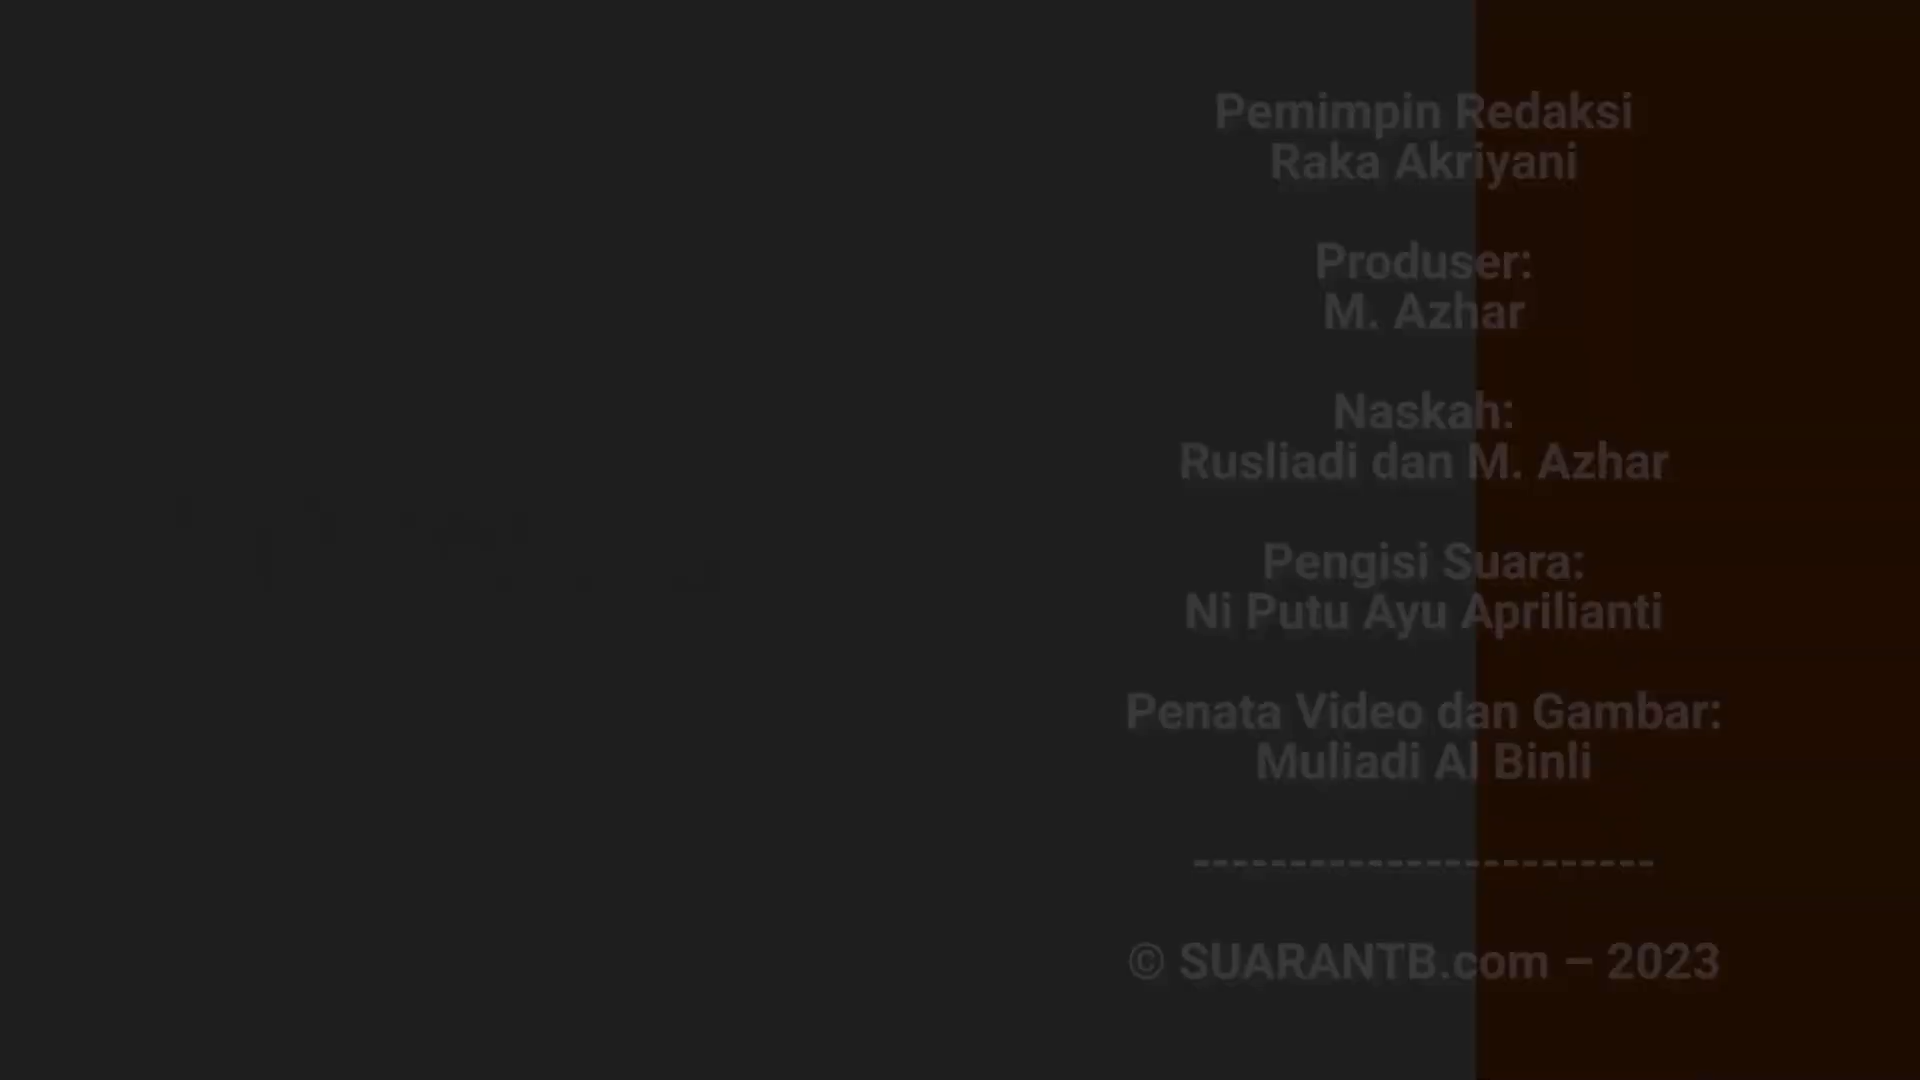 Pemimpin Redaksi
Raka Akriyani
Produser:
M. Azhar
Naskah:
Rusliadi dan M. Azhar
Pengisi Suara:
Ni Putu Ayu Aprilianti
Penata Video dan Gambar:
Muliadi Al Binli
------------------------
© SUARANTB.com – 2023